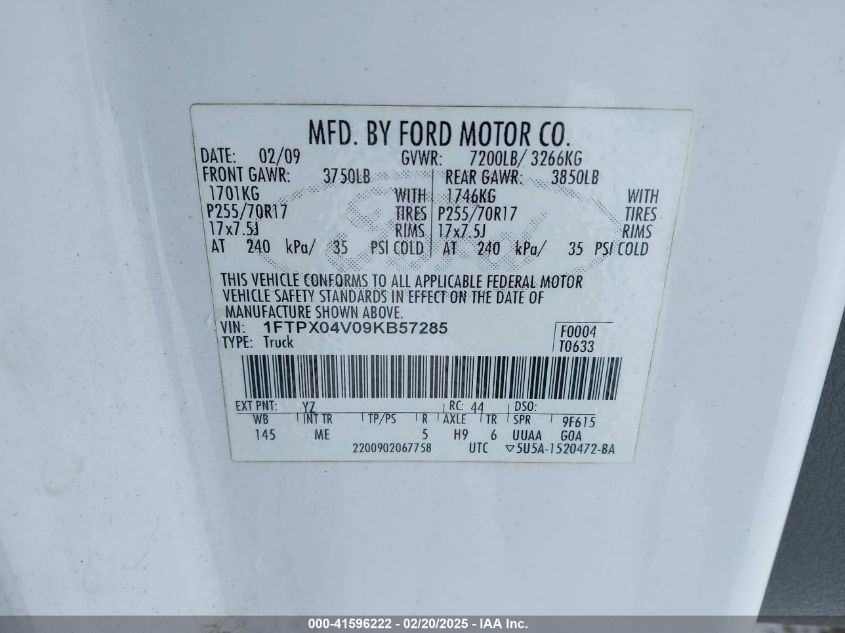 MFD. BY FORD MOTOR CO.
DATE: 02/09 GVWR: 7200LB/ 3266KG
FRONT GAWR: 3750LB REAR GAWR: 3850LB
1701KG WITH 1746KG WITH
P255/70R17 TIRES P255/70R17 TIRES
17x7.5J RIMS 17x7.5J RIMS
AT 240 kPa/ 35 PSI COLD AT 240 kPa/ 35 PSI COLD
THIS VEHICLE CONFORMS TO ALL APPLICABLE FEDERAL MOTOR
VEHICLE SAFETY STANDARDS IN EFFECT ON THE DATE OF
MANUFACTURE SHOWN ABOVE.
VIN: 1FTPX04V09KB57285 F0004
TYPE: Truck T0633
EXT PNT: YZ RC: 44 DSO:
WB INT TR TP/PS R AXLE TR SPR 9F615
145 ME 5 H9 6 UUAA GOA
2200902067758 UTC ▽5U5A-1520472-BA
000-41596222 - 02/20/2025 - IAA Inc.